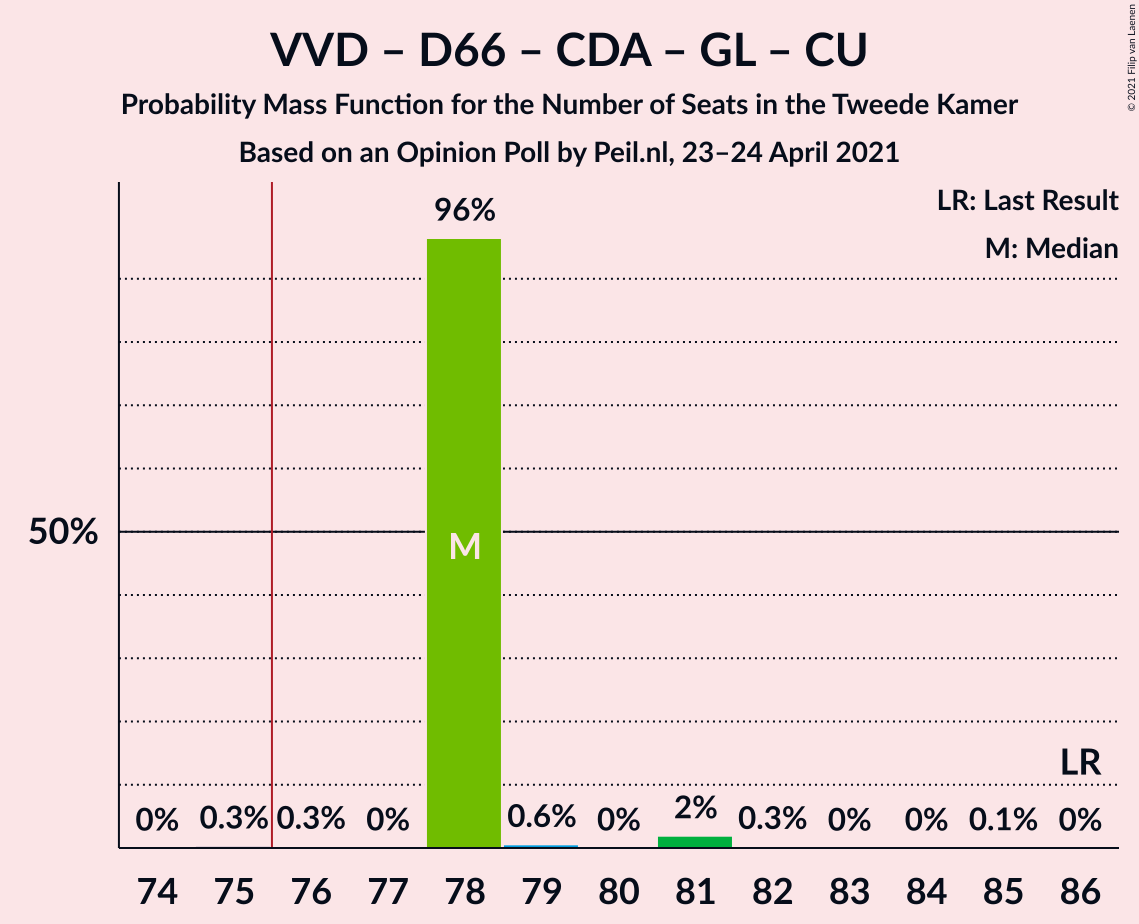 VVD – D66 – CDA – GL – CU
Probability Mass Function for the Number of Seats in the Tweede Kamer
Based on an Opinion Poll by Peil.nl, 23–24 April 2021
© 2021 Filip van Laenen
LR: Last Result
M: Median
96%
50%
M
LR
0% 0.3% 0.3% 0% 0.6% 0% 2% 0.3% 0% 0% 0.1% 0%
74 75 76 77 78 79 80 81 82 83 84 85 86